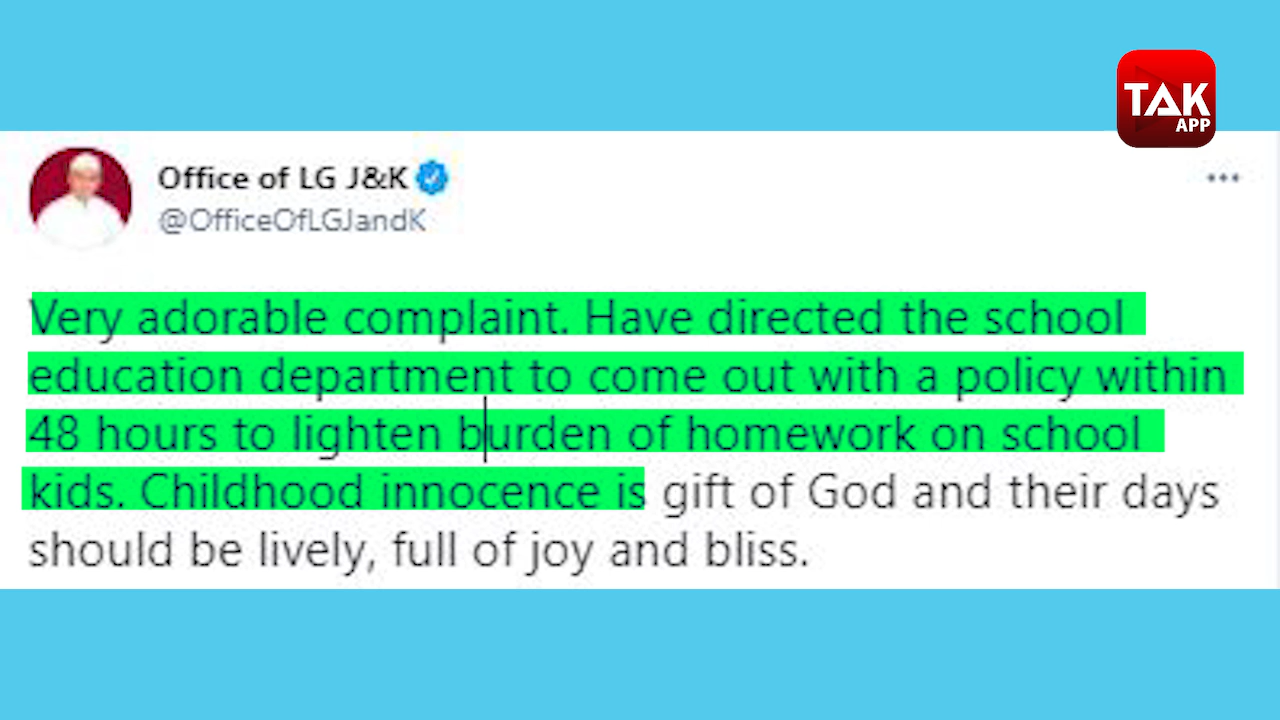 TAK
APP
Office of LG J&K
@OfficeOfLGJandK
Very adorable complaint. Have directed the school
education department to come out with a policy within
48 hours to lighten burden of homework on school
kids. Childhood innocence is gift of God and their days
should be lively, full of joy and bliss.